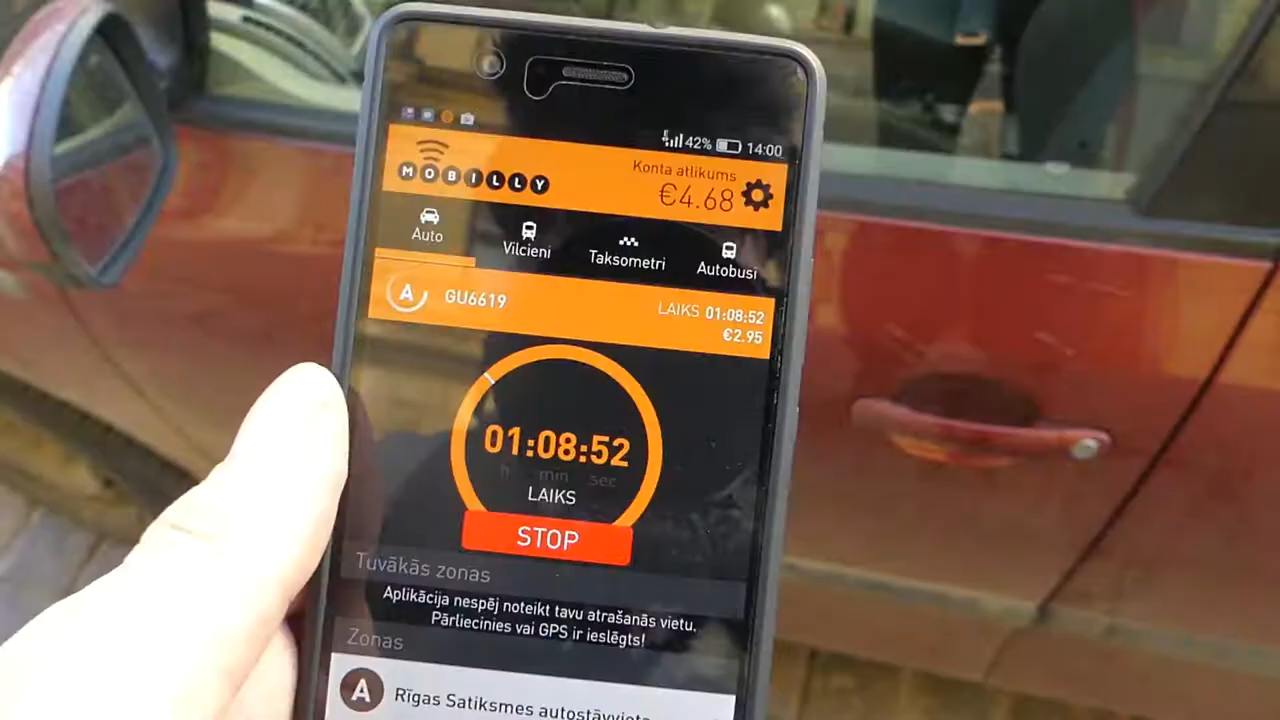 42% 14:00
MOBILLY
Konta atlikums
€4.68
Auto
Vilcieni
Taksometri
Autobusi
A GU6619
LAIKS 01:08:52
€2.95
01:08:52
h min sec
LAIKS
STOP
Tuvākās zonas
Aplikācija nespēj noteikt tavu atrašanās vietu.
Pārliecinies vai GPS ir ieslēgts!
Zonas
A Rīgas Satiksmes